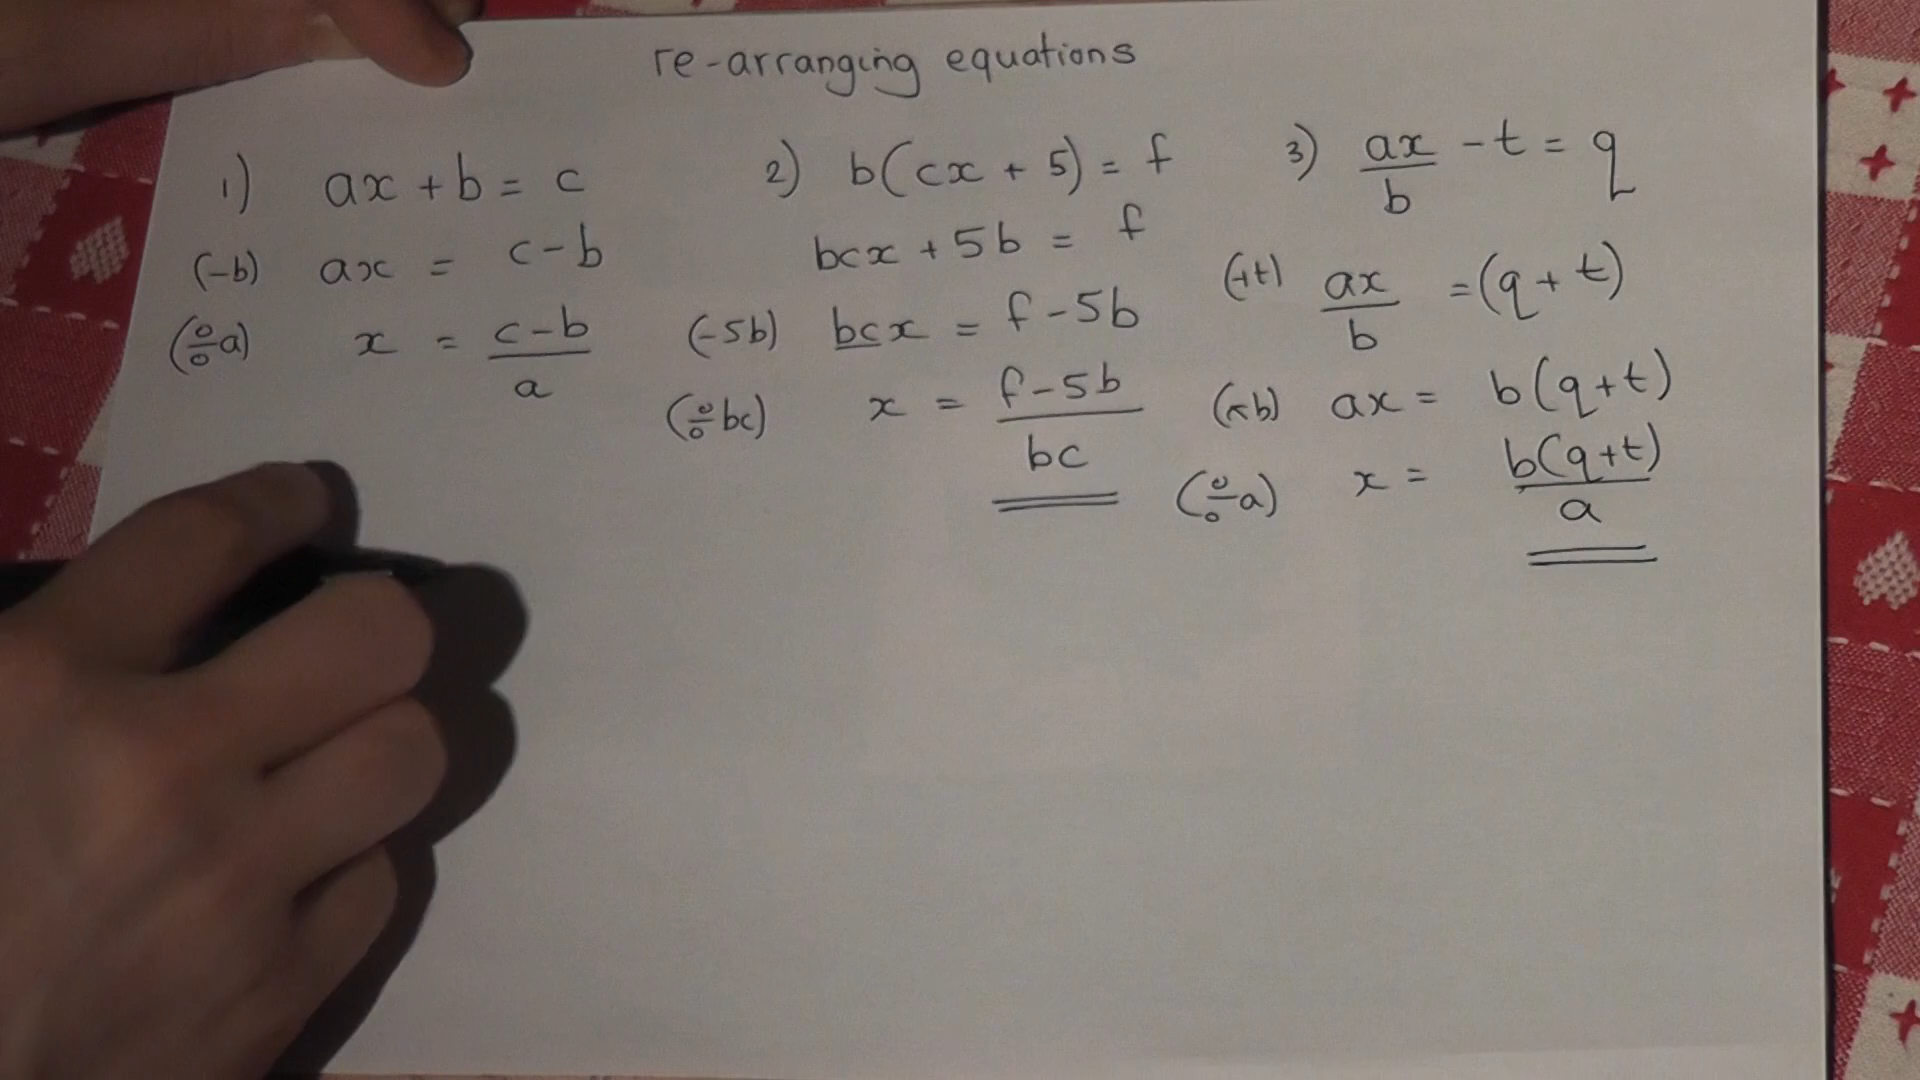 re-arranging equations
1) ax + b = c
(-b) ax = c - b
(÷a) x = c - b / a
2) b(cx + 5) = f
bcx + 5b = f
(-5b) bcx = f - 5b
(÷bc) x = f - 5b / bc
3) ax / b - t = q
(+t) ax / b = (q + t)
(×b) ax = b(q + t)
(÷a) x = b(q + t) / a